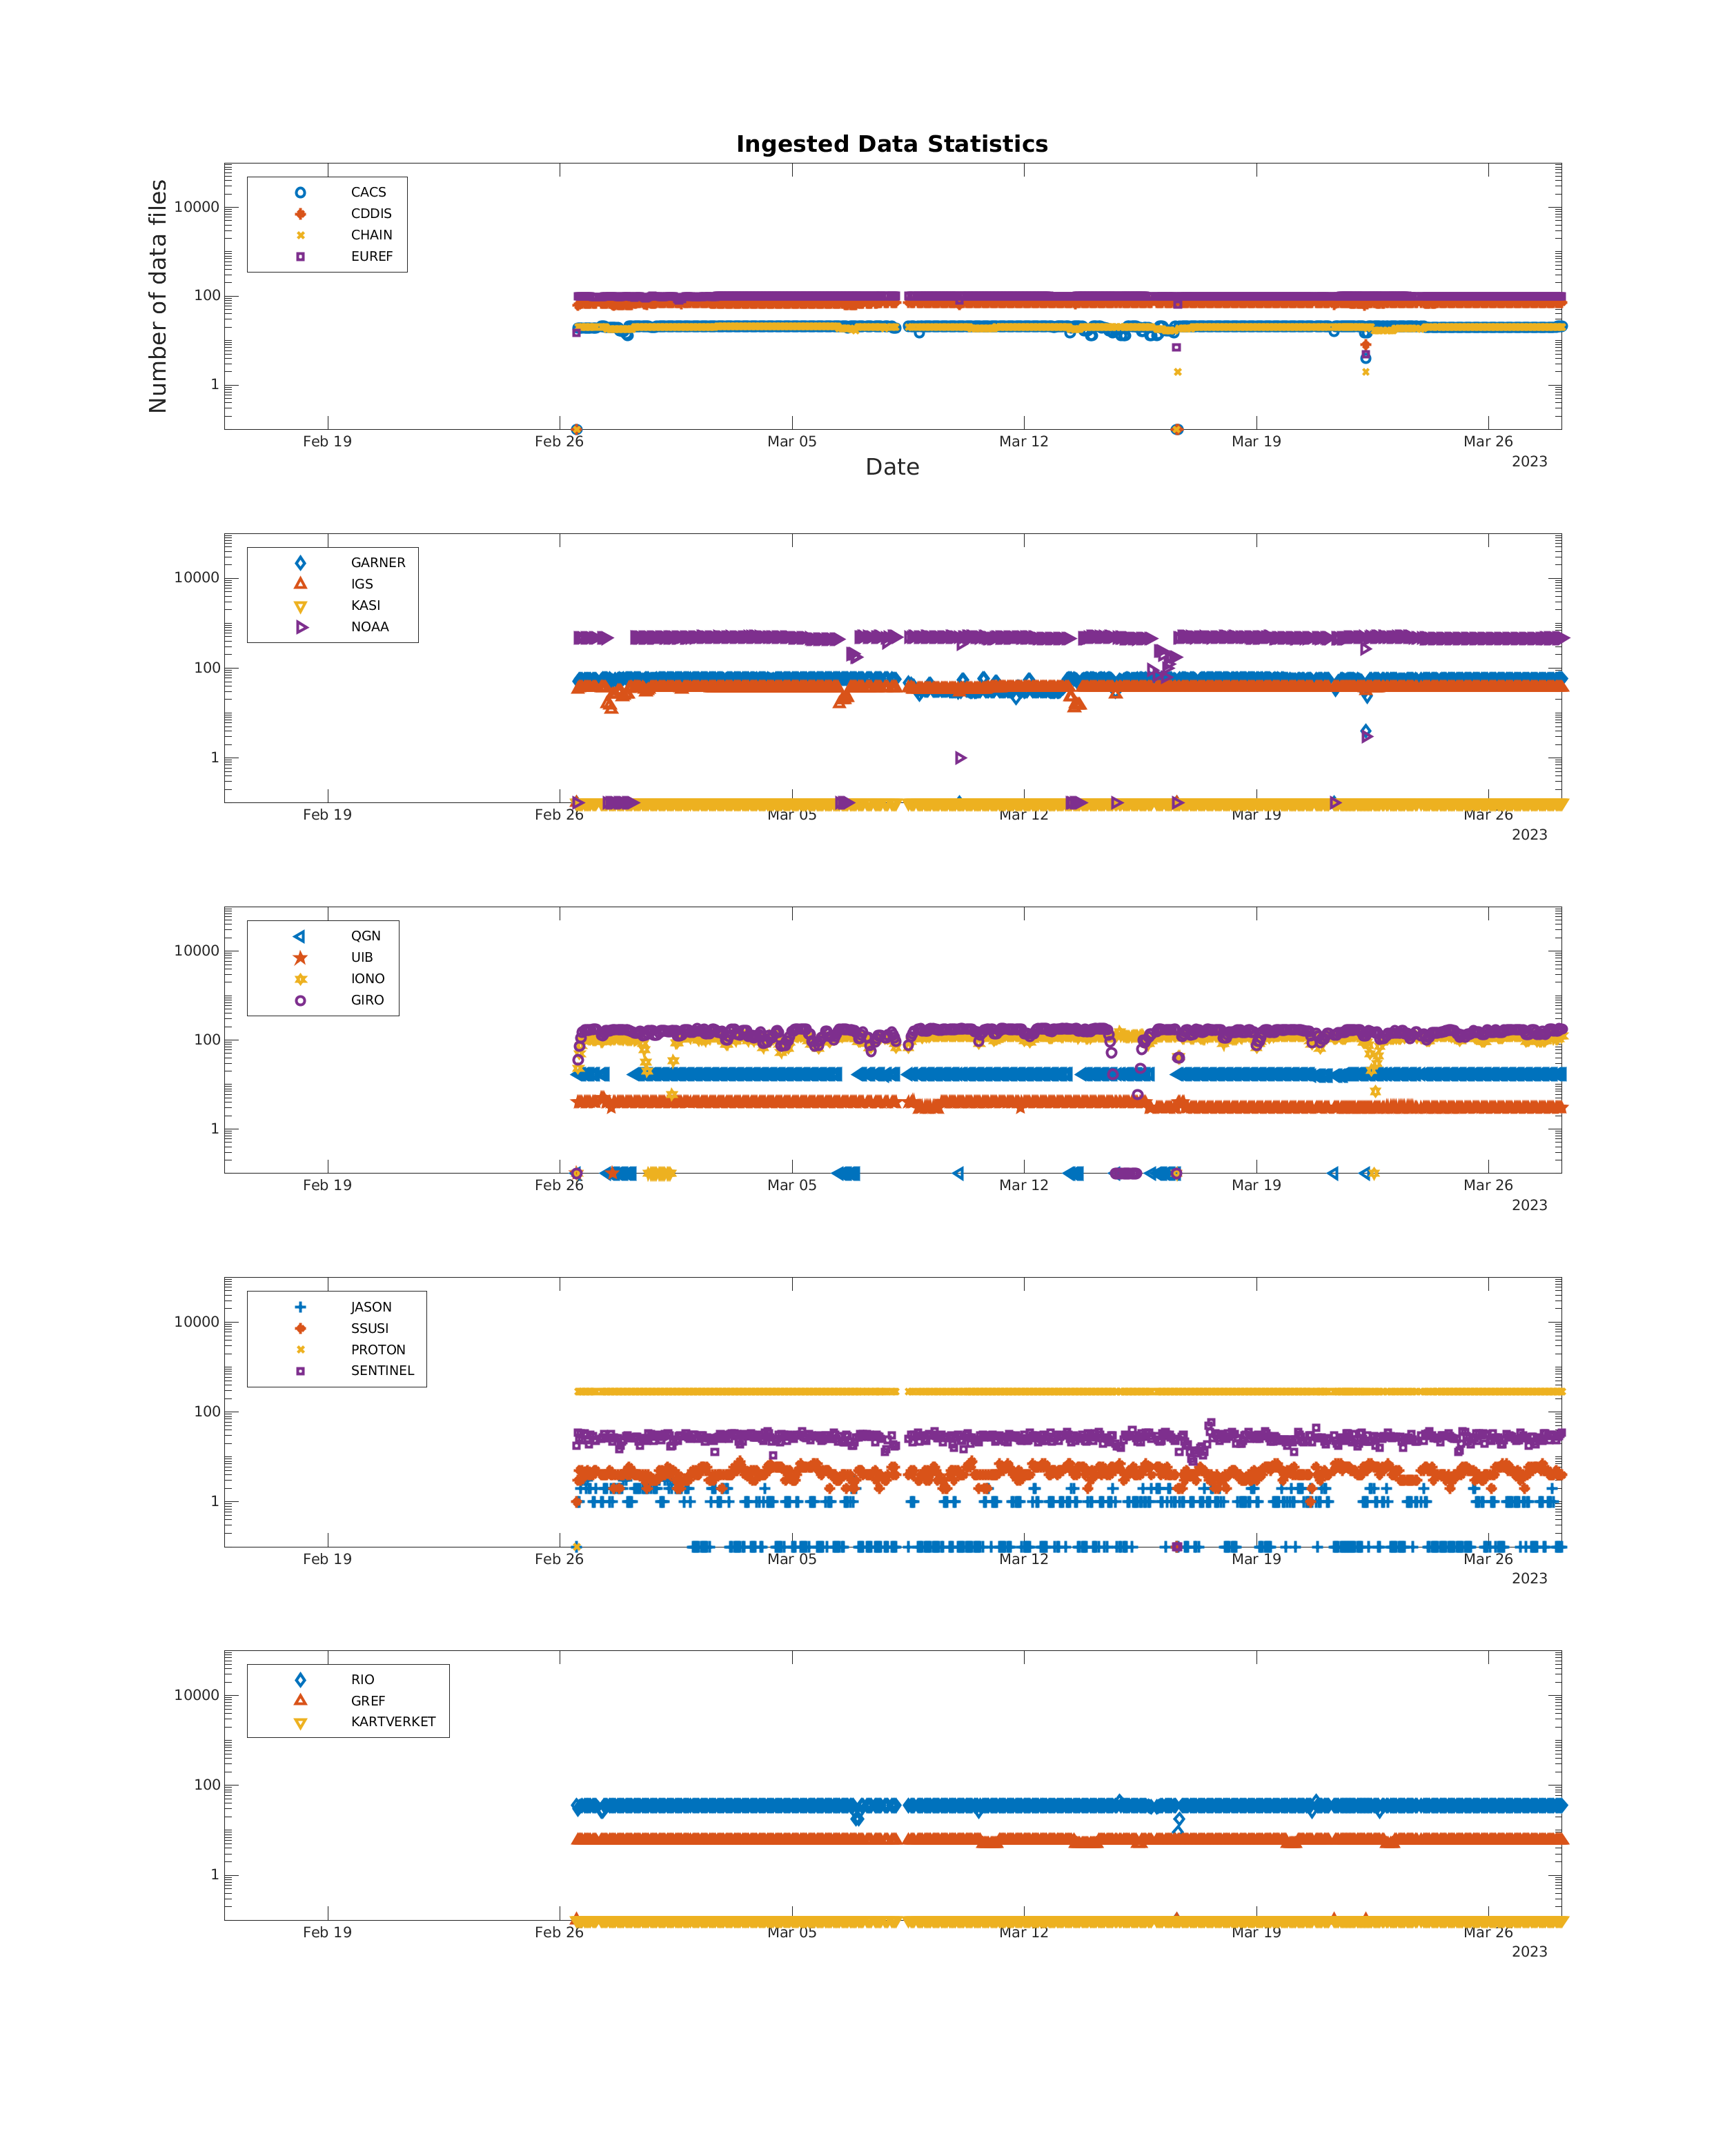 Ingested Data Statistics
Number of data files
10000
100
1
CACS
CDDIS
CHAIN
EUREF
Feb 19 Feb 26 Mar 05 Mar 12 Mar 19 Mar 26
2023
Date
10000
100
1
GARNER
IGS
KASI
NOAA
Feb 19 Feb 26 Mar 05 Mar 12 Mar 19 Mar 26
2023
10000
100
1
QGN
UIB
IONO
GIRO
Feb 19 Feb 26 Mar 05 Mar 12 Mar 19 Mar 26
2023
10000
100
1
JASON
SSUSI
PROTON
SENTINEL
Feb 19 Feb 26 Mar 05 Mar 12 Mar 19 Mar 26
2023
10000
100
1
RIO
GREF
KARTVERKET
Feb 19 Feb 26 Mar 05 Mar 12 Mar 19 Mar 26
2023